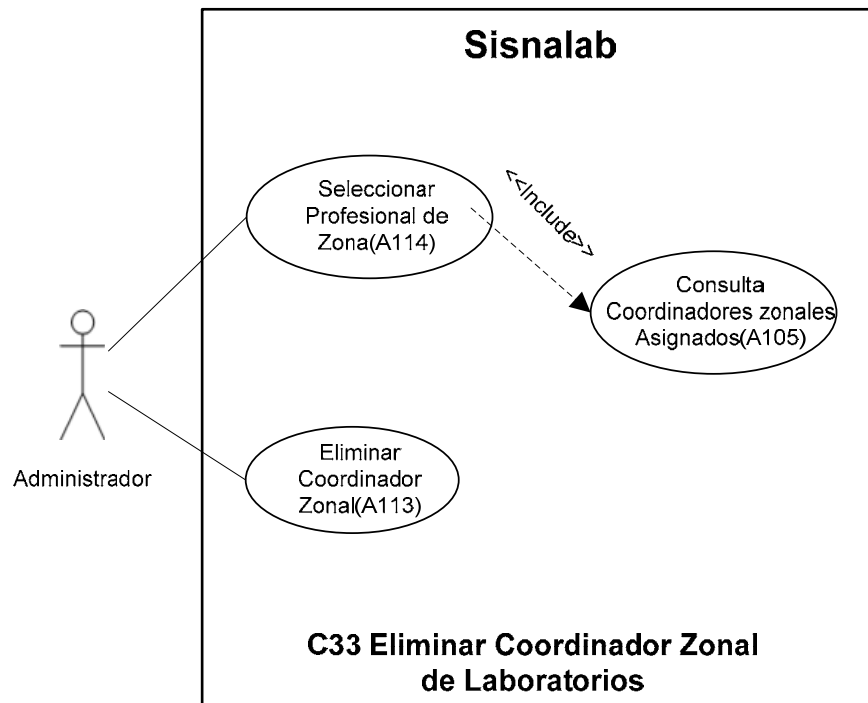 Sisnalab
Seleccionar
Profesional de
Zona(A114)
<<Include>>
Consulta
Coordinadores zonales
Asignados(A105)
Administrador
Eliminar
Coordinador
Zonal(A113)
C33 Eliminar Coordinador Zonal
de Laboratorios